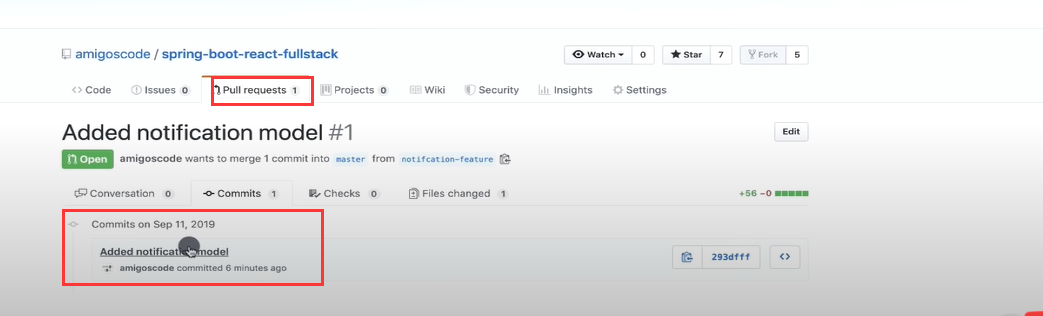 amigoscode / spring-boot-react-fullstack
Watch 0 Star 7 Fork 5
Code Issues 0 Pull requests 1 Projects 0 Wiki Security Insights Settings
Added notification model #1
Edit
Open amigoscode wants to merge 1 commit into master from notifcation-feature
Conversation 0 Commits 1 Checks 0 Files changed 1 +56 −0
Commits on Sep 11, 2019
Added notification model
293dfff
amigoscode committed 6 minutes ago